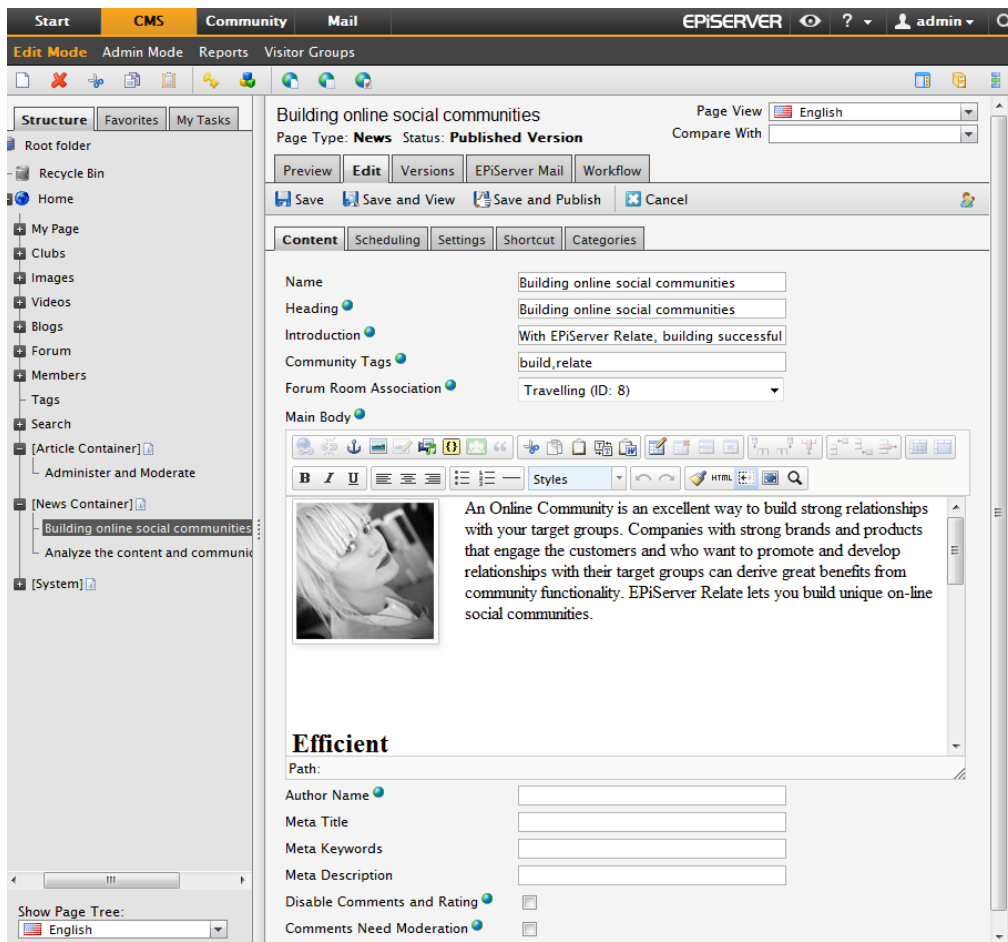 Start CMS Community Mail EPiSERVER ? admin
Edit Mode Admin Mode Reports Visitor Groups
Structure Favorites My Tasks
Root folder
Recycle Bin
Home
My Page
Clubs
Images
Videos
Blogs
Forum
Members
Tags
Search
[Article Container]
Administer and Moderate
[News Container]
Building online social communities
Analyze the content and communic
[System]
Show Page Tree:
English
Building online social communities
Page View English
Page Type: News Status: Published Version
Compare With
Preview Edit Versions EPiServer Mail Workflow
Save Save and View Save and Publish Cancel
Content Scheduling Settings Shortcut Categories
Name Building online social communities
Heading Building online social communities
Introduction With EPiServer Relate, building successful
Community Tags build,relate
Forum Room Association Travelling (ID: 8)
Main Body
B I U Styles HTML
An Online Community is an excellent way to build strong relationships
with your target groups. Companies with strong brands and products
that engage the customers and who want to promote and develop
relationships with their target groups can derive great benefits from
community functionality. EPiServer Relate lets you build unique on-line
social communities.
Efficient
Path:
Author Name
Meta Title
Meta Keywords
Meta Description
Disable Comments and Rating
Comments Need Moderation